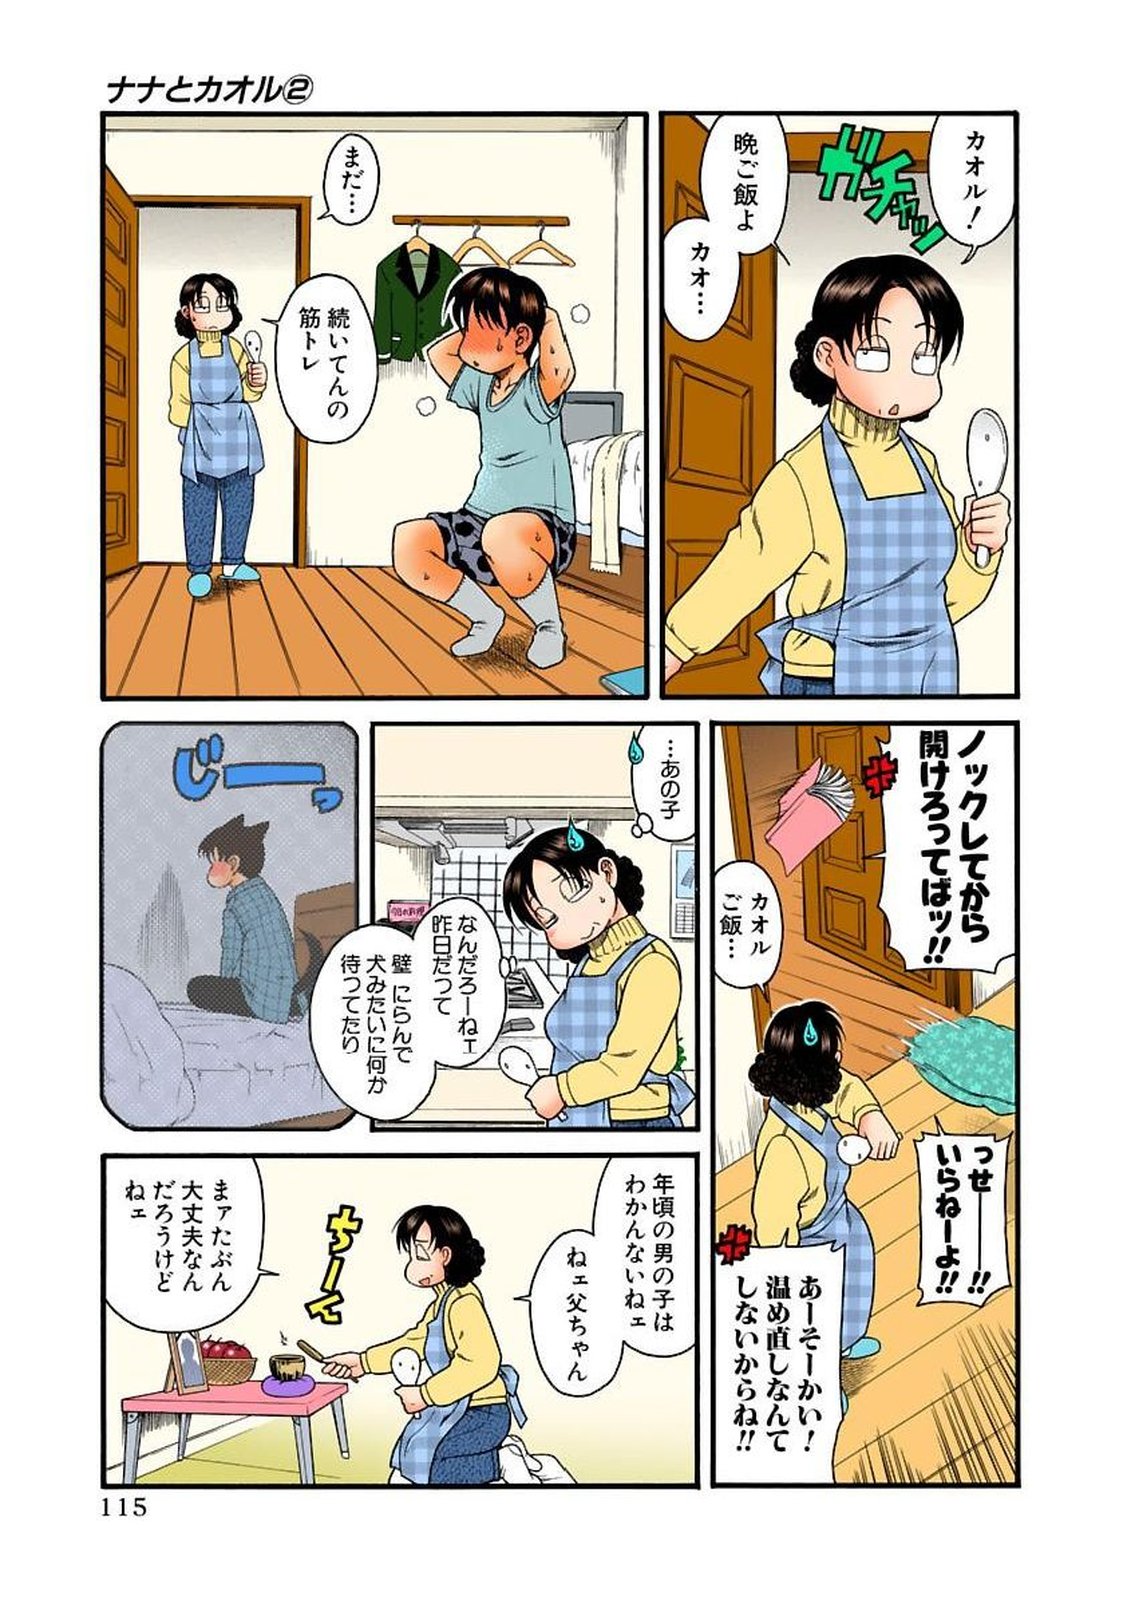 ナナとカオル②
カオル!
ガチャッ
晩ご飯よ
カオ…
まだ…
続いてんの
筋トレ
ノックしてから
開けろってばッ!!
カオル
ご飯…
っせ——!!
いらねーよ!!
あーそーかい!
温め直しなんて
しないからね!!
…あの子
なんだろーねェ
昨日だって
壁 にらんで
犬みたいに何か
待ってたり
じーーっ
年頃の男の子は
わかんないねェ
ねェ父ちゃん
ちーん
まァたぶん
大丈夫なん
だろうけど
ねェ
115